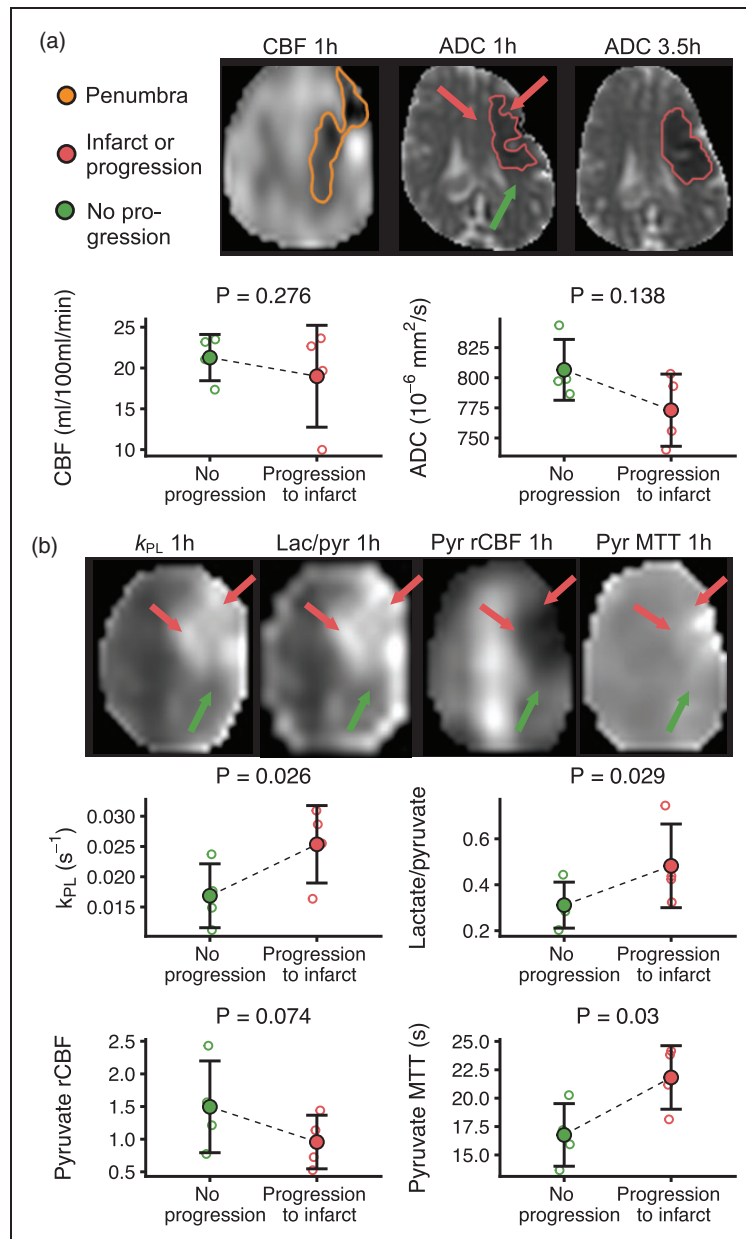 (a)
CBF 1h
ADC 1h
ADC 3.5h
Penumbra
Infarct or
progression
No pro-
gression
P = 0.276
CBF (ml/100ml/min)
25
20
15
10
No
progression
Progression
to infarct
P = 0.138
ADC (10⁻⁶ mm²/s)
825
800
775
750
No
progression
Progression
to infarct
(b)
kPL 1h
Lac/pyr 1h
Pyr rCBF 1h
Pyr MTT 1h
P = 0.026
kPL (s⁻¹)
0.030
0.025
0.020
0.015
No
progression
Progression
to infarct
P = 0.029
Lactate/pyruvate
0.6
0.4
0.2
No
progression
Progression
to infarct
P = 0.074
Pyruvate rCBF
2.5
2.0
1.5
1.0
0.5
No
progression
Progression
to infarct
P = 0.03
Pyruvate MTT (s)
25.0
22.5
20.0
17.5
15.0
No
progression
Progression
to infarct